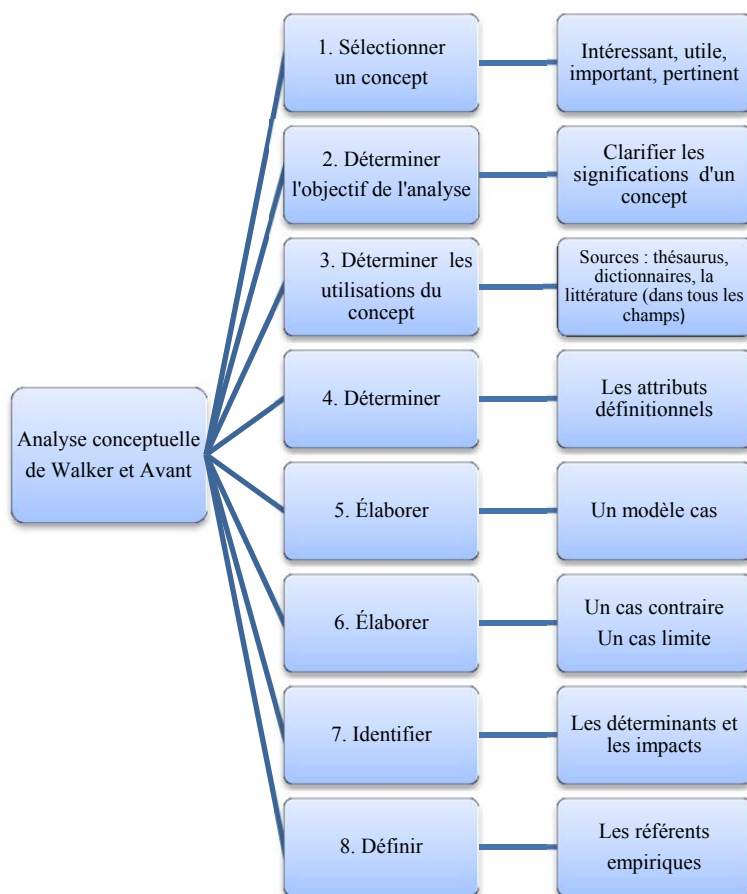 1. Sélectionner
un concept
Intéressant, utile,
important, pertinent
2. Déterminer
l'objectif de l'analyse
Clarifier les
significations d'un
concept
3. Déterminer les
utilisations du
concept
Sources : thésaurus,
dictionnaires, la
littérature (dans tous les
champs)
Analyse conceptuelle
de Walker et Avant
4. Déterminer
Les attributs
définitionnels
5. Élaborer
Un modèle cas
6. Élaborer
Un cas contraire
Un cas limite
7. Identifier
Les déterminants et
les impacts
8. Définir
Les référents
empiriques